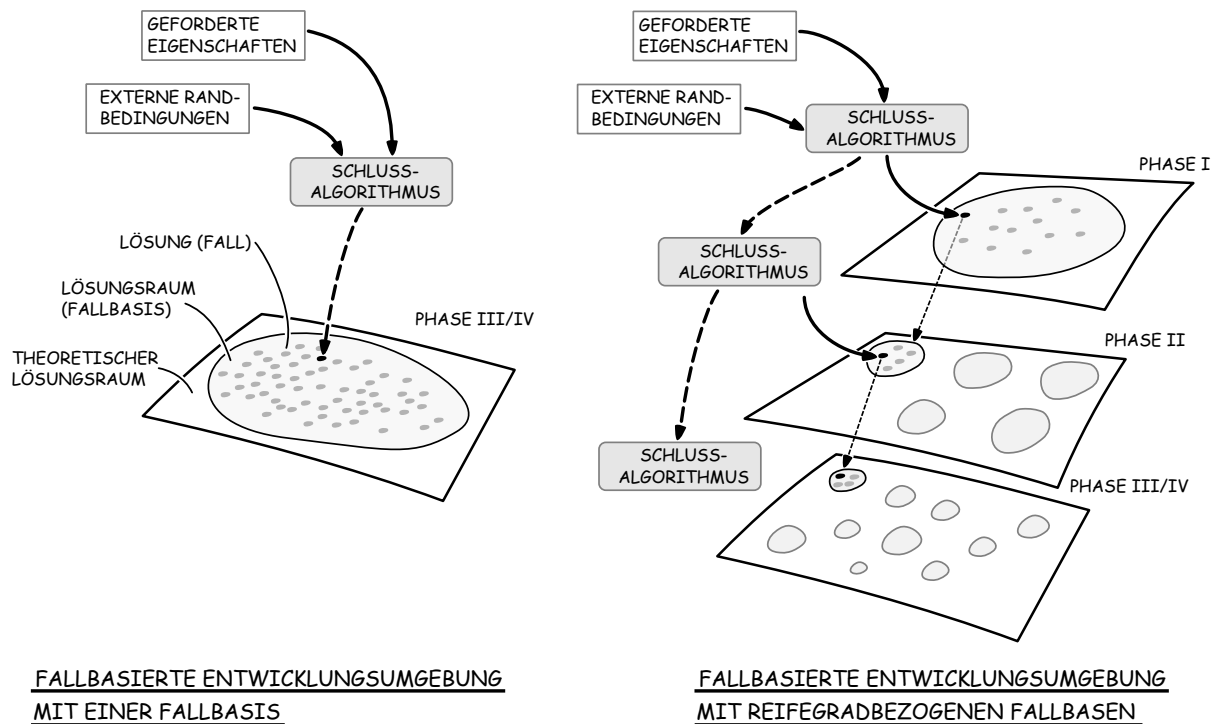 GEFORDERTE
EIGENSCHAFTEN
EXTERNE RAND-
BEDINGUNGEN
SCHLUSS-
ALGORITHMUS
LÖSUNG (FALL)
LÖSUNGSRAUM
(FALLBASIS)
THEORETISCHER
LÖSUNGSRAUM
PHASE III/IV
FALLBASIERTE ENTWICKLUNGSUMGEBUNG
MIT EINER FALLBASIS
GEFORDERTE
EIGENSCHAFTEN
EXTERNE RAND-
BEDINGUNGEN
SCHLUSS-
ALGORITHMUS
PHASE I
SCHLUSS-
ALGORITHMUS
PHASE II
SCHLUSS-
ALGORITHMUS
PHASE III/IV
FALLBASIERTE ENTWICKLUNGSUMGEBUNG
MIT REIFEGRADBEZOGENEN FALLBASEN